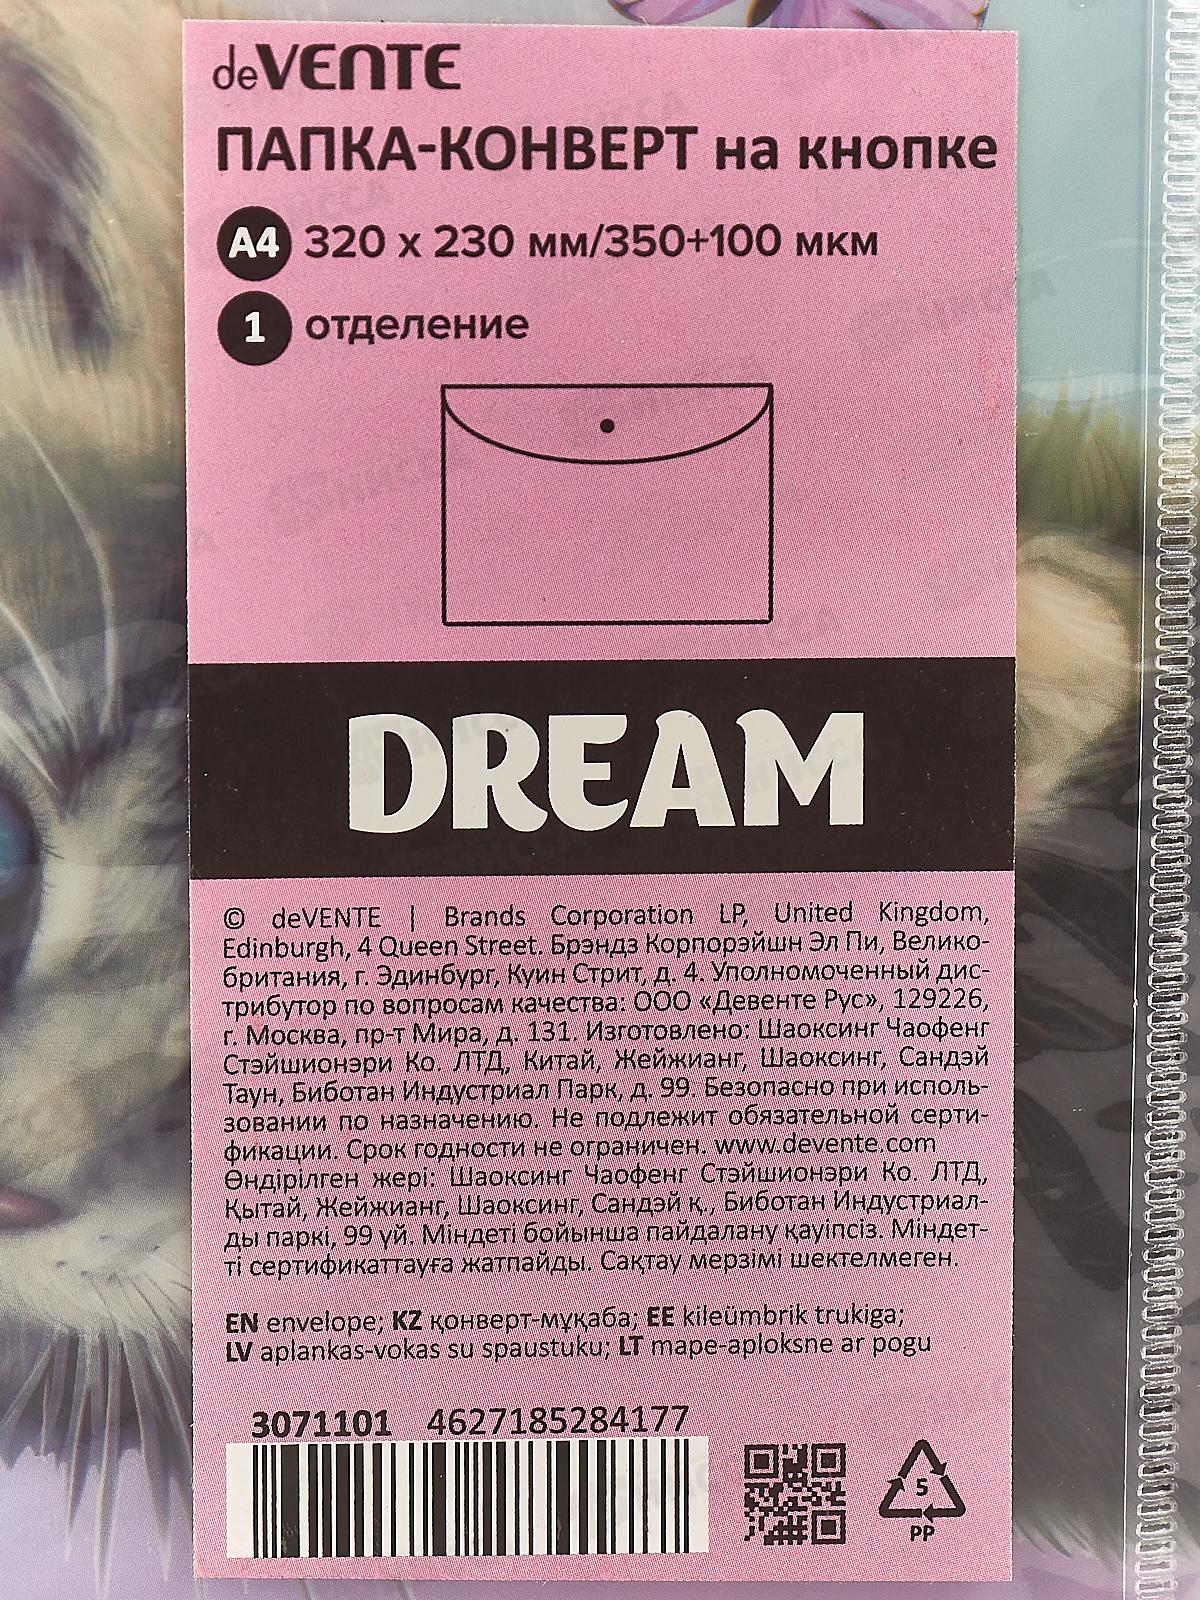 deVENTE
ПАПКА-КОНВЕРТ на кнопке
A4 320 x 230 мм/350+100 мкм
1 отделение
DREAM
© deVENTE | Brands Corporation LP, United Kingdom,
Edinburgh, 4 Queen Street. Брэндз Корпорэйшн Эл Пи, Велико-
британия, г. Эдинбург, Куин Стрит, д. 4. Уполномоченный дис-
трибутор по вопросам качества: ООО «Девенте Рус», 129226,
г. Москва, пр-т Мира, д. 131. Изготовлено: Шаоксинг Чаофенг
Стэйшионэри Ко. ЛТД, Китай, Жейжианг, Шаоксинг, Сандэй
Таун, Биботан Индустриал Парк, д. 99. Безопасно при исполь-
зовании по назначению. Не подлежит обязательной серти-
фикации. Срок годности не ограничен. www.devente.com
Өндірілген жері: Шаоксинг Чаофенг Стэйшионэри Ко. ЛТД,
Қытай, Жейжианг, Шаоксинг, Сандэй қ., Биботан Индустриал-
ды паркі, 99 үй. Міндеті бойынша пайдалану қауіпсіз. Міндет-
ті сертификаттауға жатпайды. Сақтау мерзімі шектелмеген.
EN envelope; KZ қонверт-мұқаба; EE kileümbrik trukiga;
LV aplankas-vokas su spaustuku; LT mape-aploksne ar pogu
3071101 4627185284177
5
PP